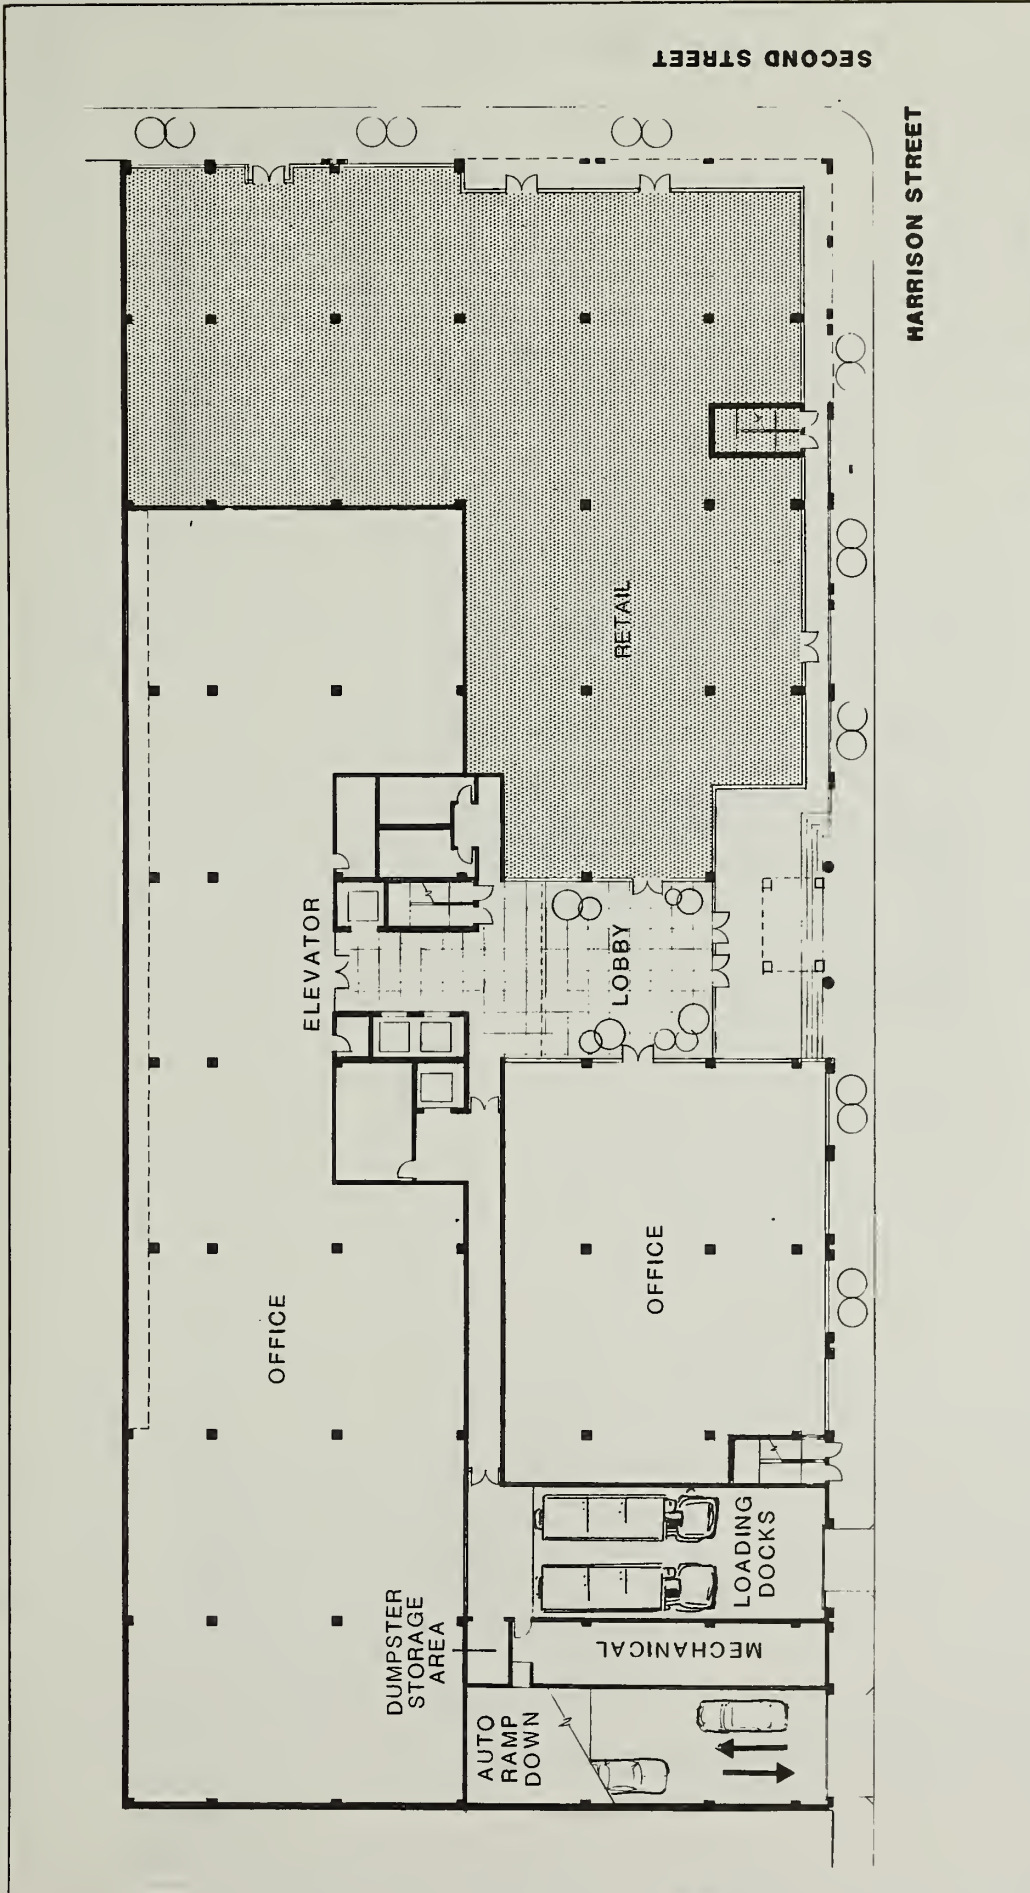 SECOND STREET
HARRISON STREET
RETAIL
ELEVATOR
LOBBY
OFFICE
OFFICE
DUMPSTER
STORAGE
AREA
LOADING
DOCKS
MECHANICAL
AUTO
RAMP
DOWN